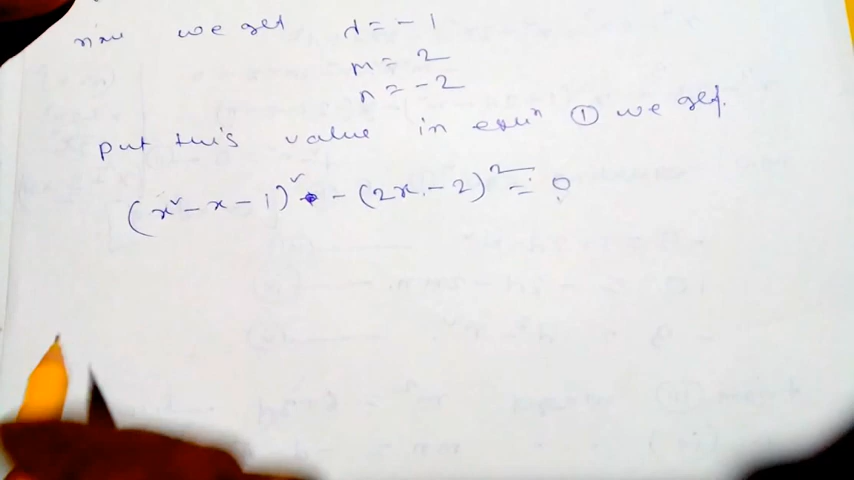 now we get λ = -1
m = 2
n = -2
put this value in equⁿ ① we get.
(x² - x - 1)² - (2x - 2)² = 0